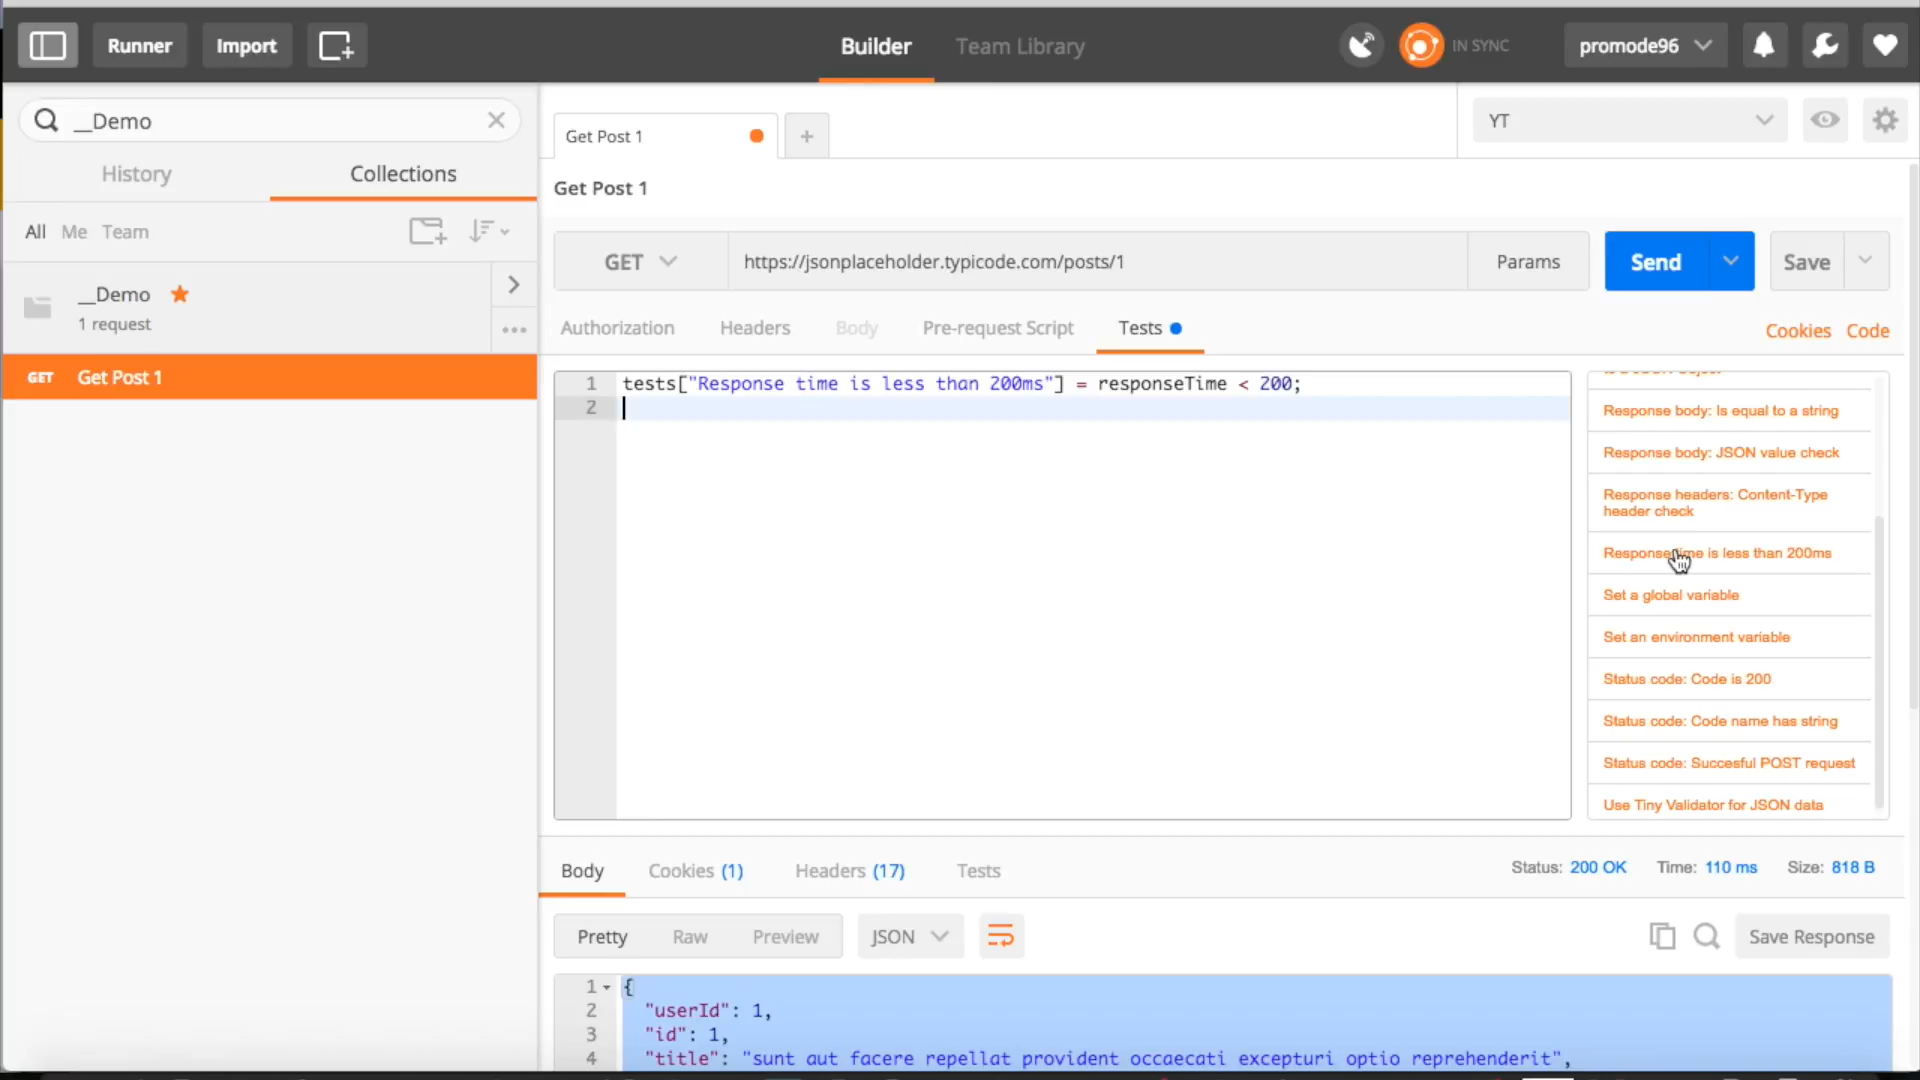 Runner
Import
Builder
Team Library
IN SYNC
promode96
__Demo
History
Collections
All
Me
Team
__Demo
1 request
GET Get Post 1
Get Post 1
YT
Get Post 1
GET
https://jsonplaceholder.typicode.com/posts/1
Params
Send
Save
Authorization
Headers
Body
Pre-request Script
Tests
Cookies
Code
1 tests["Response time is less than 200ms"] = responseTime < 200;
2
Response body: Is equal to a string
Response body: JSON value check
Response headers: Content-Type
header check
Response time is less than 200ms
Set a global variable
Set an environment variable
Status code: Code is 200
Status code: Code name has string
Status code: Succesful POST request
Use Tiny Validator for JSON data
Body
Cookies (1)
Headers (17)
Tests
Status: 200 OK
Time: 110 ms
Size: 818 B
Pretty
Raw
Preview
JSON
Save Response
1 {
2 "userId": 1,
3 "id": 1,
4 "title": "sunt aut facere repellat provident occaecati excepturi optio reprehenderit",